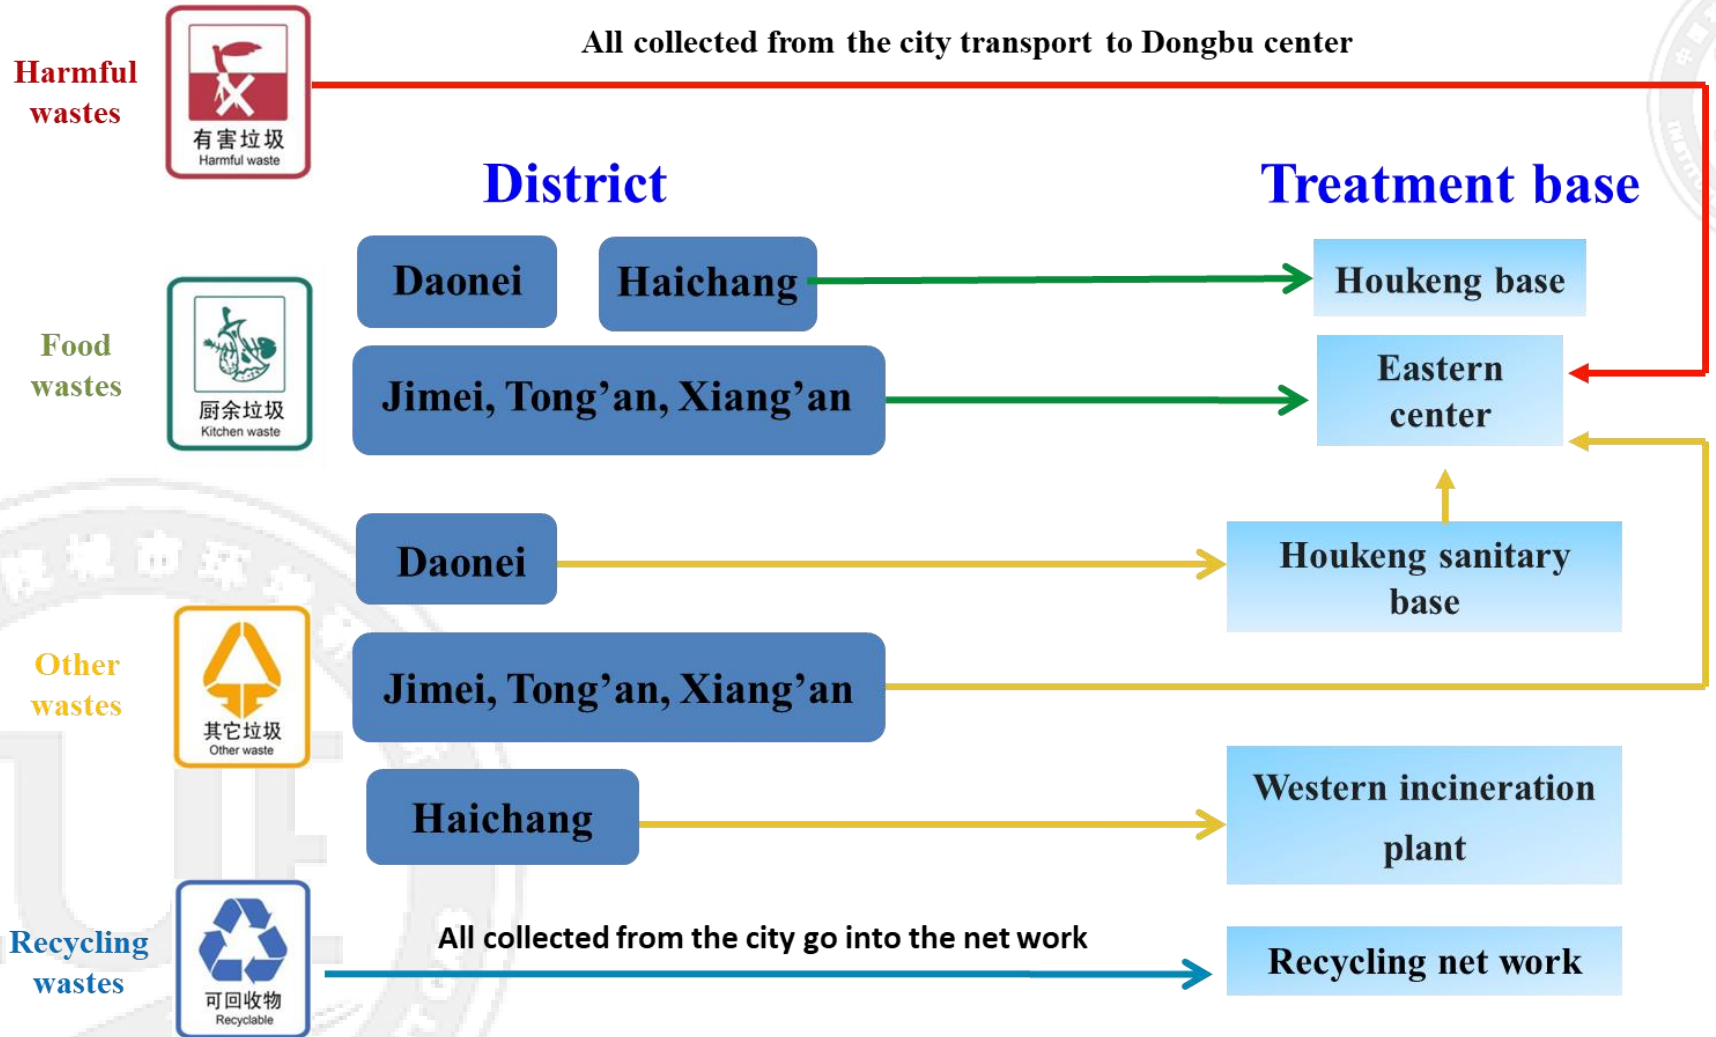 All collected from the city transport to Dongbu center
Harmful
wastes
有害垃圾
Harmful waste
District
Treatment base
Daonei
Haichang
Houkeng base
Food
wastes
厨余垃圾
Kitchen waste
Jimei, Tong’an, Xiang’an
Eastern
center
Daonei
Houkeng sanitary
base
Other
wastes
其它垃圾
Other waste
Jimei, Tong’an, Xiang’an
Haichang
Western incineration
plant
Recycling
wastes
可回收物
Recyclable
All collected from the city go into the net work
Recycling net work